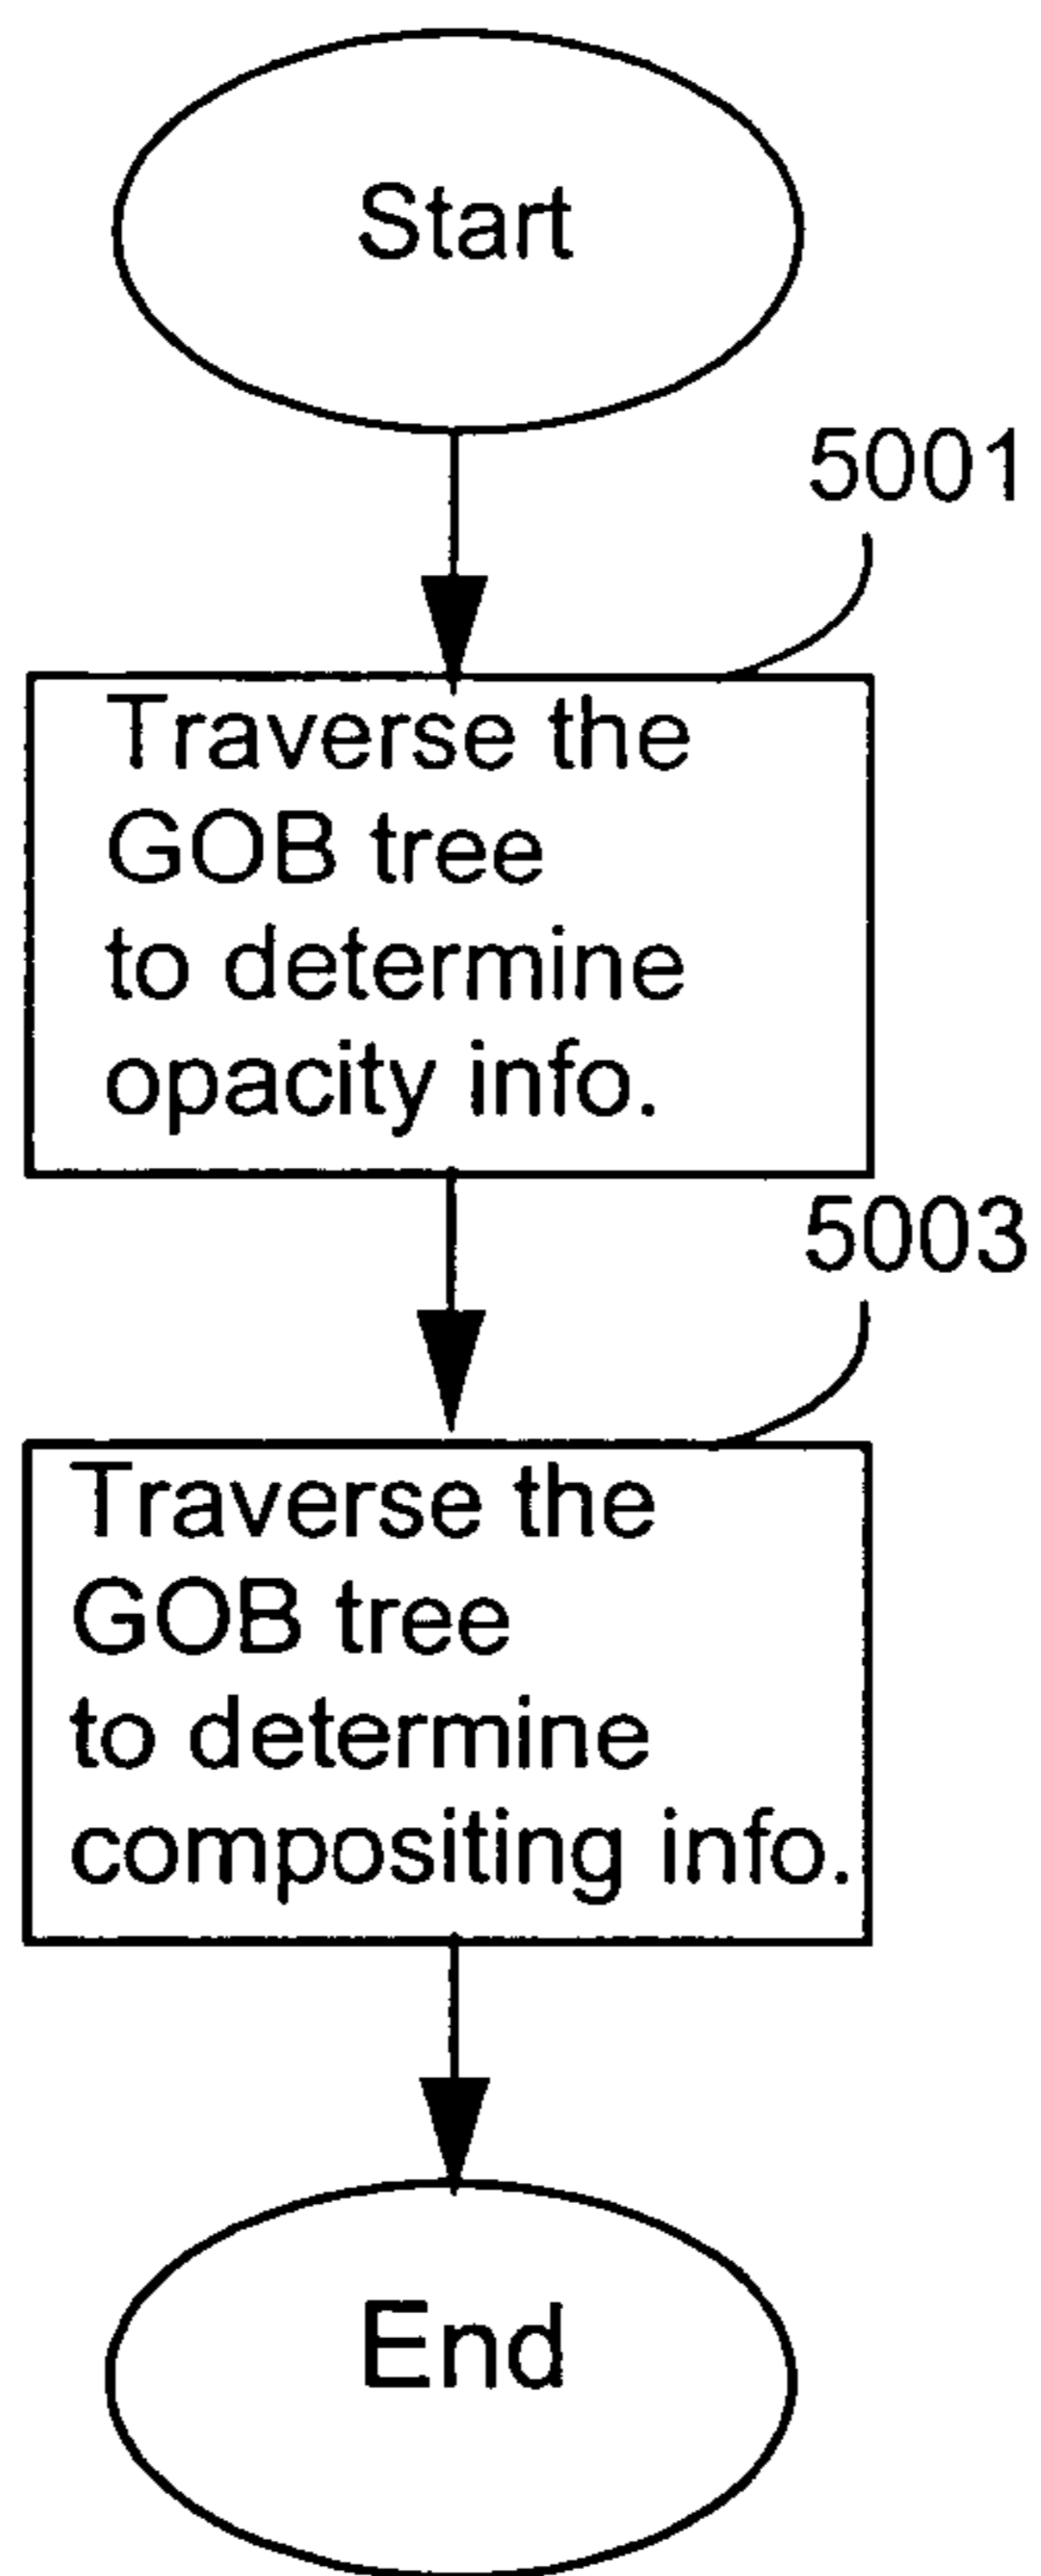 Start
5001
Traverse the
GOB tree
to determine
opacity info.
5003
Traverse the
GOB tree
to determine
compositing info.
End